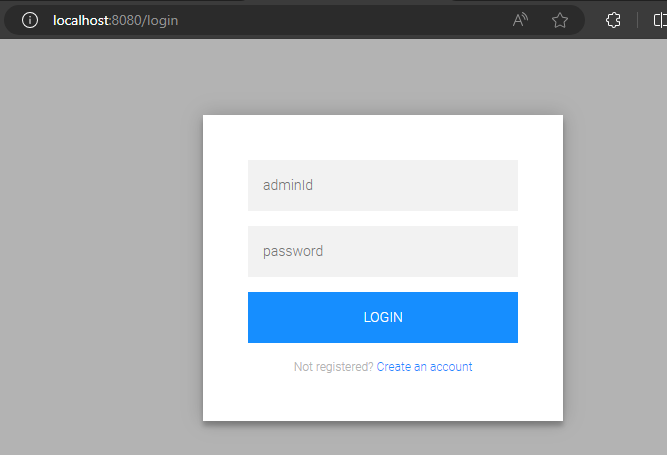 localhost:8080/login
adminId
password
LOGIN
Not registered? Create an account